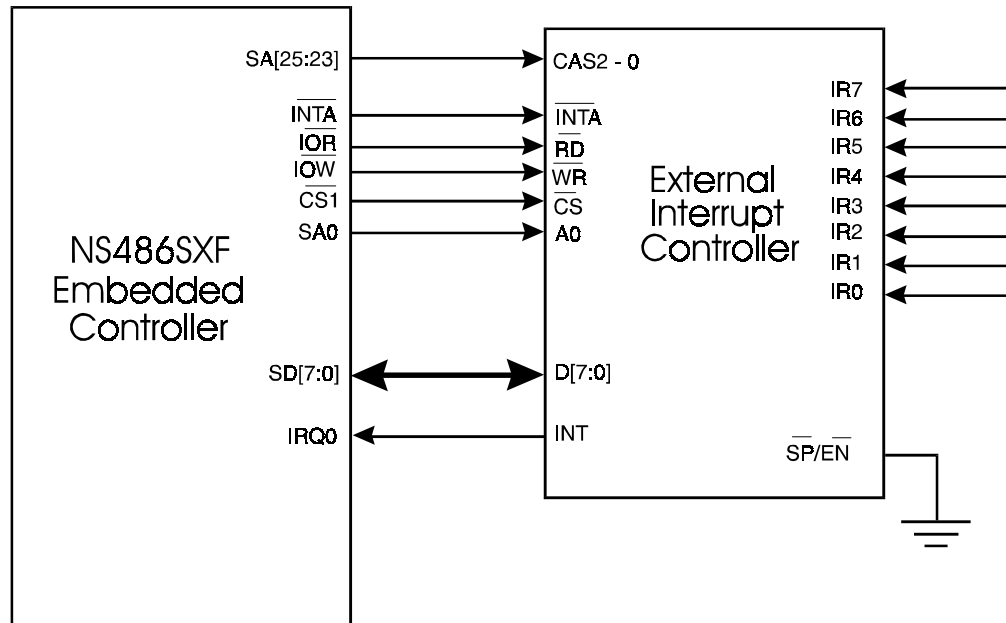 SA[25:23]
INTA
IOR
IOW
CS1
SA0
NS486SXF
Embedded
Controller
SD[7:0]
IRQ0
CAS2 - 0
INTA
RD
WR
CS
A0
External
Interrupt
Controller
D[7:0]
INT
IR7
IR6
IR5
IR4
IR3
IR2
IR1
IR0
SP/EN